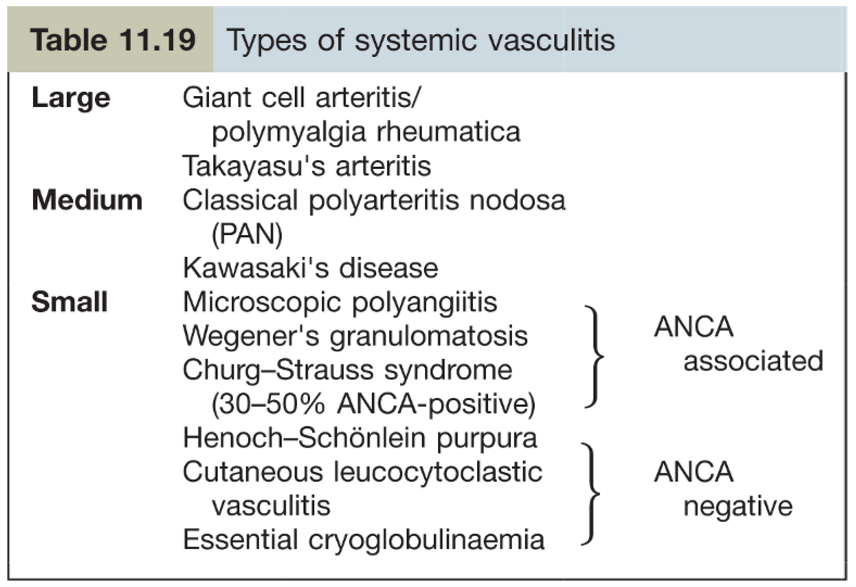 Table 11.19 Types of systemic vasculitis
Large Giant cell arteritis/
polymyalgia rheumatica
Takayasu's arteritis
Medium Classical polyarteritis nodosa
(PAN)
Kawasaki's disease
Small Microscopic polyangiitis
Wegener's granulomatosis
Churg–Strauss syndrome
(30–50% ANCA-positive)
ANCA
associated
Henoch–Schönlein purpura
Cutaneous leucocytoclastic
vasculitis
Essential cryoglobulinaemia
ANCA
negative